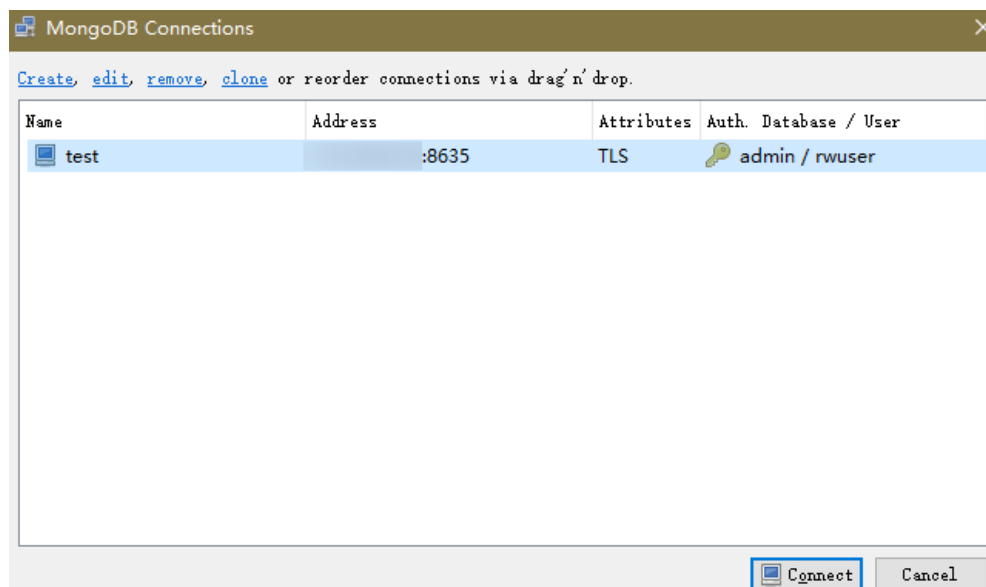 MongoDB Connections
Create, edit, remove, clone or reorder connections via drag'n'drop.
Name Address Attributes Auth. Database / User
test :8635 TLS admin / rwuser
Connect Cancel